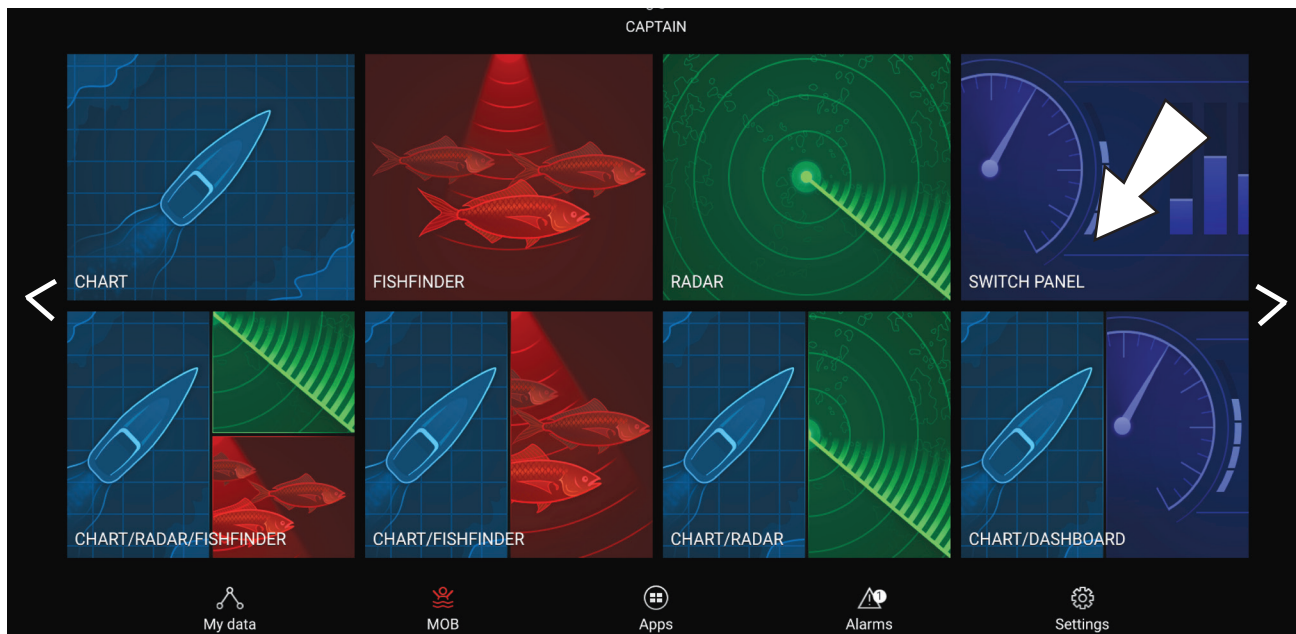 CAPTAIN
CHART
FISHFINDER
RADAR
SWITCH PANEL
CHART/RADAR/FISHFINDER
CHART/FISHFINDER
CHART/RADAR
CHART/DASHBOARD
1
My data
MOB
Apps
Alarms
Settings